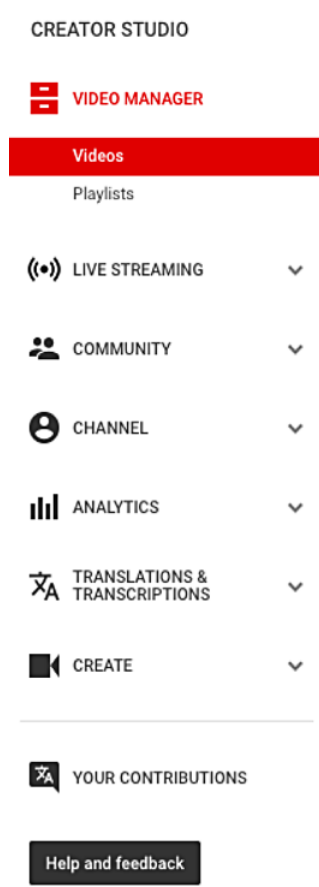 CREATOR STUDIO
VIDEO MANAGER
Videos
Playlists
LIVE STREAMING
COMMUNITY
CHANNEL
ANALYTICS
TRANSLATIONS &
TRANSCRIPTIONS
CREATE
YOUR CONTRIBUTIONS
Help and feedback